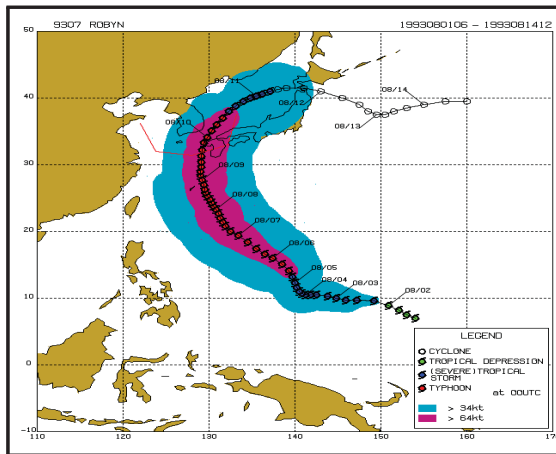 9307 ROBYN 1993080106 - 1993081412
50
40
30
20
10
0
-10
110 120 130 140 150 160 170
08/11
08/12
08/14
08/13
08/10
08/09
08/08
08/07
08/06
08/05
08/04
08/03
08/02
LEGEND
CYCLONE
TROPICAL DEPRESSION
(SEVERE)TROPICAL
STORM
TYPHOON at 00UTC
> 34kt
> 64kt